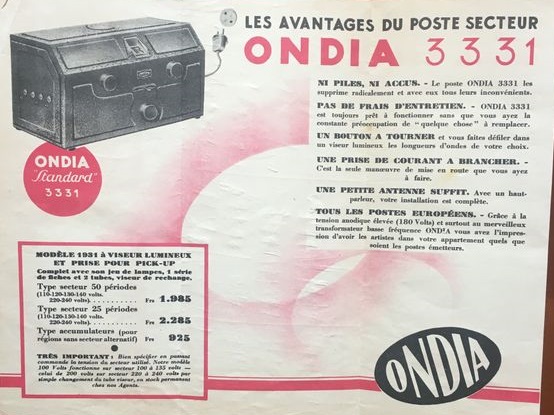 LES AVANTAGES DU POSTE SECTEUR
ONDIA 3331
NI PILES, NI ACCUS. - Le poste ONDIA 3331 les
supprime radicalement et avec eux tous leurs inconvénients.
PAS DE FRAIS D'ENTRETIEN. - ONDIA 3331
est toujours prêt à fonctionner sans que vous ayez la
constante préoccupation de "quelque chose" à remplacer.
UN BOUTON A TOURNER et vous faites défiler dans
un viseur lumineux les longueurs d'ondes de votre choix.
UNE PRISE DE COURANT A BRANCHER. -
C'est la seule manœuvre de mise en route que vous ayez
à faire.
UNE PETITE ANTENNE SUFFIT. Avec un haut-
parleur, votre installation est complète.
TOUS LES POSTES EUROPÉENS. - Grâce à la
tension anodique élevée (180 Volts) et surtout au merveilleux
transformateur basse fréquence ONDIA vous avez l'impres-
sion d'avoir les artistes dans votre appartement quels que
soient les postes émetteurs.
ONDIA
"Standard"
3331
MODÈLE 1931 A VISEUR LUMINEUX
ET PRISE POUR PICK-UP
Complet avec son jeu de lampes, 1 série
de fiches et 2 tubes, viseur de rechange.
Type secteur 50 périodes
(110-120-130-140 volts.
220-240 volts). . . . . . . . . . Frs 1.985
Type secteur 25 périodes
(110-120-130-140 volts.
220-240 volts). . . . . . . . . . Frs 2.285
Type accumulateurs (pour
régions sans secteur alternatif) Frs 925
TRÈS IMPORTANT : Bien spécifier en passant
commande la tension du secteur utilisé. Notre modèle
100 Volts fonctionne sur secteur 100 à 135 volts —
celui de 200 volts sur secteur 220 à 240 volts par
simple changement du tube viseur, au stock permanent
chez nos Agents.
ONDIA